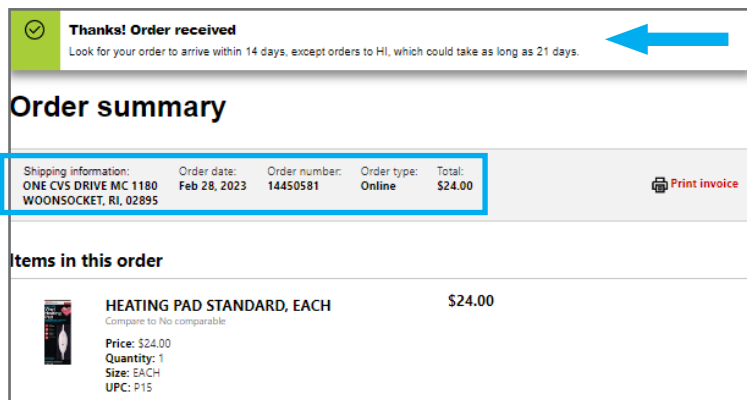 Thanks! Order received
Look for your order to arrive within 14 days, except orders to HI, which could take as long as 21 days.
Order summary
Shipping information:
ONE CVS DRIVE MC 1180
WOONSOCKET, RI, 02895
Order date:
Feb 28, 2023
Order number:
14450581
Order type:
Online
Total:
$24.00
Print invoice
Items in this order
HEATING PAD STANDARD, EACH
$24.00
Compare to No comparable
Price: $24.00
Quantity: 1
Size: EACH
UPC: P15
Heating
Pad